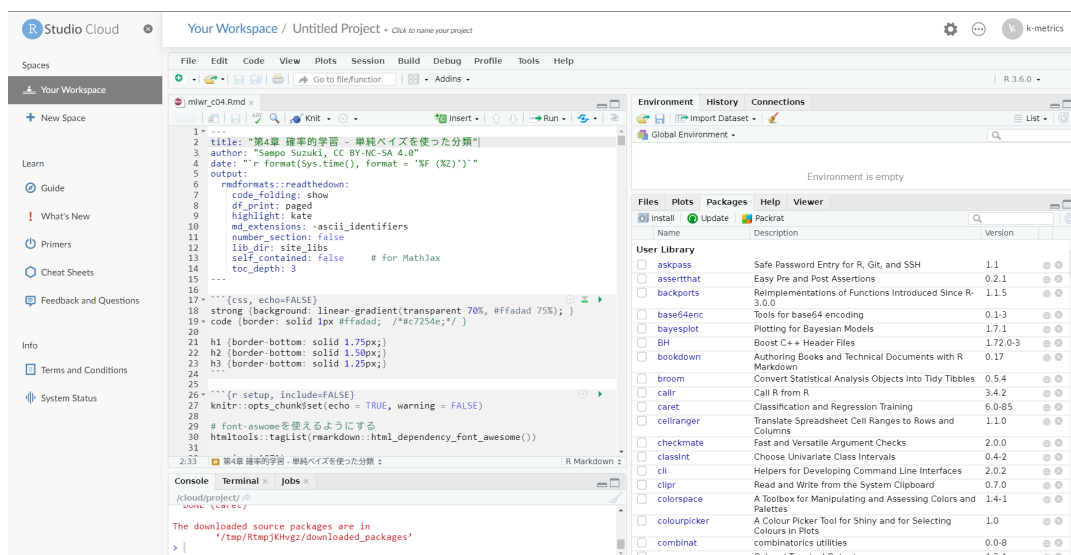 R Studio Cloud
Your Workspace / Untitled Project ← Click to name your project
k k-metrics
Spaces
Your Workspace
New Space
Learn
Guide
What's New
Primers
Cheat Sheets
Feedback and Questions
Info
Terms and Conditions
System Status
File Edit Code View Plots Session Build Debug Profile Tools Help
Go to file/function Addins
R 3.6.0
mlwr_c04.Rmd
ABC Knit Insert Run
1 ---
2 title: "第4章 確率的学習 - 単純ベイズを使った分類"
3 author: "Sampo Suzuki, CC BY-NC-SA 4.0"
4 date: "`r format(Sys.time(), format = '%F (%Z)')`"
5 output:
6 rmdformats::readthedown:
7 code_folding: show
8 df_print: paged
9 highlight: kate
10 md_extensions: -ascii_identifiers
11 number_section: false
12 lib_dir: site_libs
13 self_contained: false # for MathJax
14 toc_depth: 3
15 ---
16
17 ```{css, echo=FALSE}
18 strong {background: linear-gradient(transparent 70%, #ffadad 75%); }
19 code {border: solid 1px #ffadad; /*#c7254e;*/ }
20
21 h1 {border-bottom: solid 1.75px;}
22 h2 {border-bottom: solid 1.50px;}
23 h3 {border-bottom: solid 1.25px;}
24 ```
25
26 ```{r setup, include=FALSE}
27 knitr::opts_chunk$set(echo = TRUE, warning = FALSE)
28
29 # font-aswomeを使えるようにする
30 htmltools::tagList(rmarkdown::html_dependency_font_awesome())
31
2:33 第4章 確率的学習 - 単純ベイズを使った分類 R Markdown
Console Terminal Jobs
/cloud/project/
DONE (caret)
The downloaded source packages are in
‘/tmp/RtmpjKHvgz/downloaded_packages’
>
Environment History Connections
Import Dataset List
Global Environment
Environment is empty
Files Plots Packages Help Viewer
Install Update Packrat
Name Description Version
User Library
askpass Safe Password Entry for R, Git, and SSH 1.1
assertthat Easy Pre and Post Assertions 0.2.1
backports Reimplementations of Functions Introduced Since R- 1.1.5
3.0.0
base64enc Tools for base64 encoding 0.1-3
bayesplot Plotting for Bayesian Models 1.7.1
BH Boost C++ Header Files 1.72.0-3
bookdown Authoring Books and Technical Documents with R 0.17
Markdown
broom Convert Statistical Analysis Objects into Tidy Tibbles 0.5.4
callr Call R from R 3.4.2
caret Classification and Regression Training 6.0-85
cellranger Translate Spreadsheet Cell Ranges to Rows and 1.1.0
Columns
checkmate Fast and Versatile Argument Checks 2.0.0
classInt Choose Univariate Class Intervals 0.4-2
cli Helpers for Developing Command Line Interfaces 2.0.2
clipr Read and Write from the System Clipboard 0.7.0
colorspace A Toolbox for Manipulating and Assessing Colors and 1.4-1
Palettes
colourpicker A Colour Picker Tool for Shiny and for Selecting 1.0
Colours in Plots
combinat combinatorics utilities 0.0-8